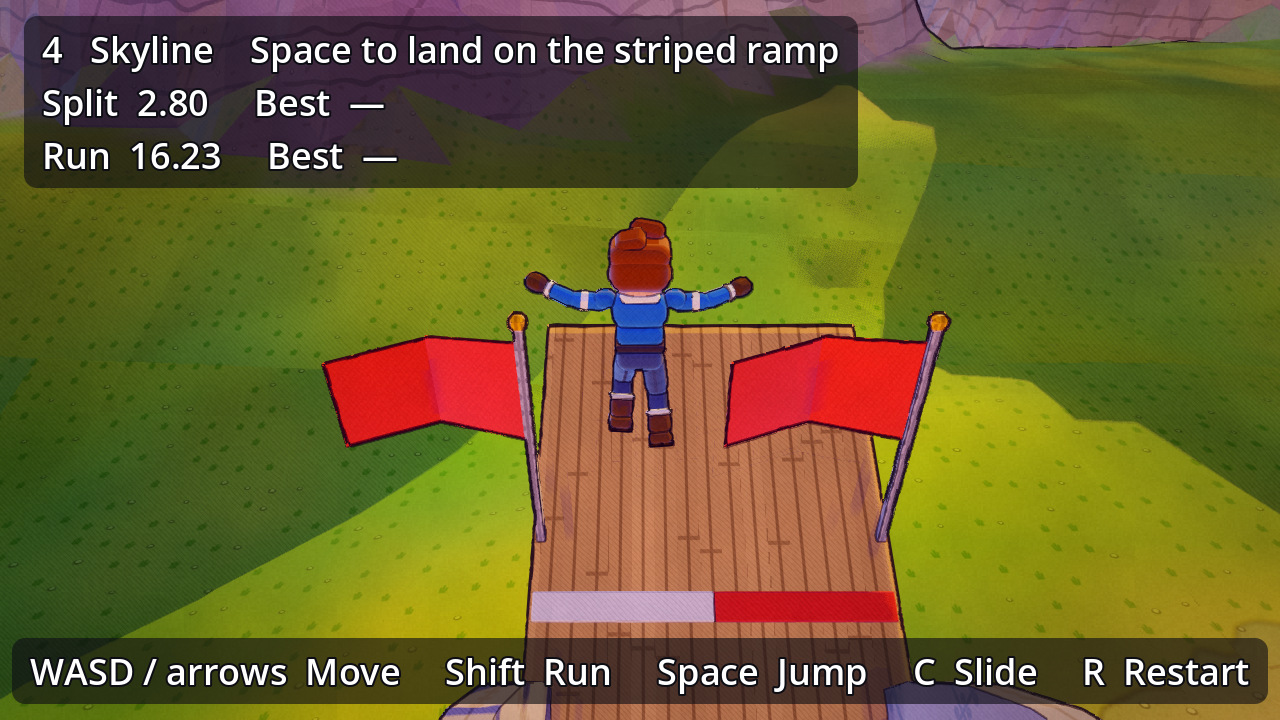 4 Skyline Space to land on the striped ramp
Split 2.80 Best —
Run 16.23 Best —
WASD / arrows Move Shift Run Space Jump C Slide R Restart